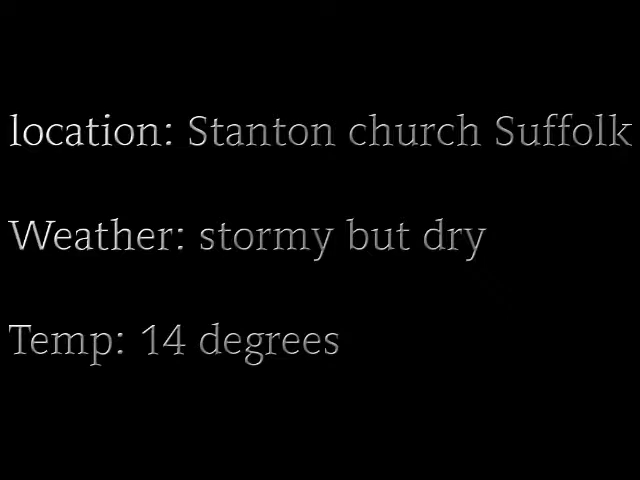 location: Stanton church Suffolk
Weather: stormy but dry
Temp: 14 degrees